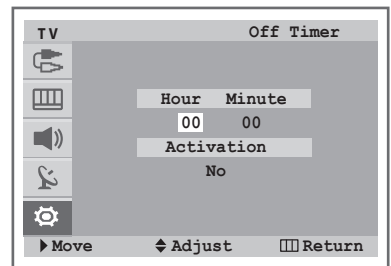 TV Off Timer
Hour Minute
00 00
Activation
No
Move Adjust Return